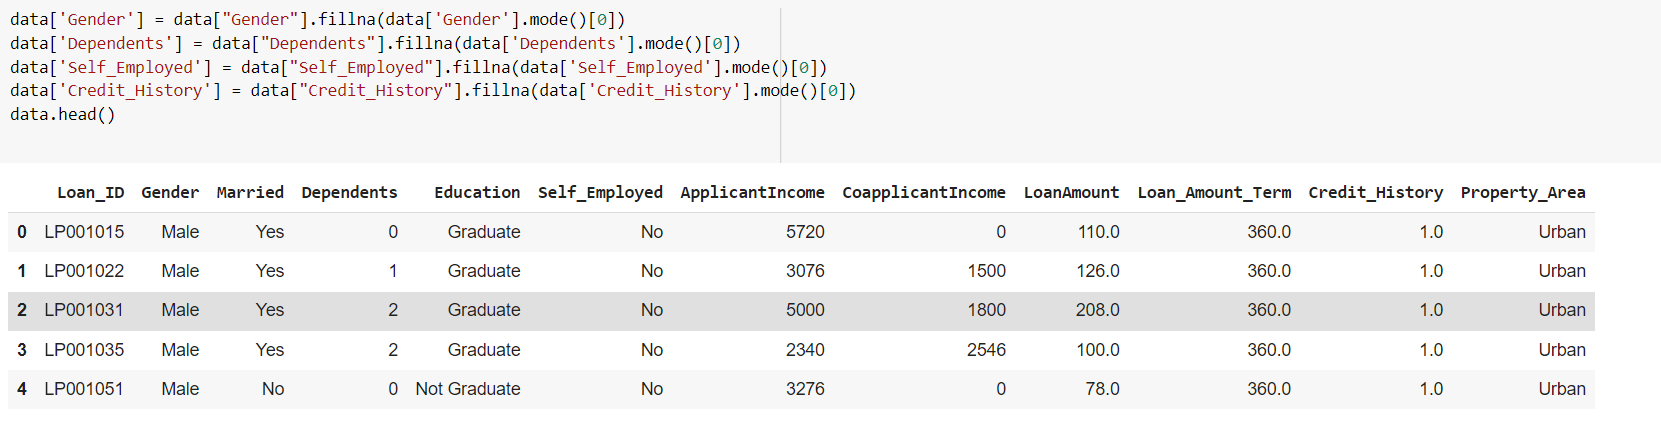 data['Gender'] = data["Gender"].fillna(data['Gender'].mode()[0])
data['Dependents'] = data["Dependents"].fillna(data['Dependents'].mode()[0])
data['Self_Employed'] = data["Self_Employed"].fillna(data['Self_Employed'].mode()[0])
data['Credit_History'] = data["Credit_History"].fillna(data['Credit_History'].mode()[0])
data.head()
Loan_ID Gender Married Dependents Education Self_Employed ApplicantIncome CoapplicantIncome LoanAmount Loan_Amount_Term Credit_History Property_Area
0 LP001015 Male Yes 0 Graduate No 5720 0 110.0 360.0 1.0 Urban
1 LP001022 Male Yes 1 Graduate No 3076 1500 126.0 360.0 1.0 Urban
2 LP001031 Male Yes 2 Graduate No 5000 1800 208.0 360.0 1.0 Urban
3 LP001035 Male Yes 2 Graduate No 2340 2546 100.0 360.0 1.0 Urban
4 LP001051 Male No 0 Not Graduate No 3276 0 78.0 360.0 1.0 Urban